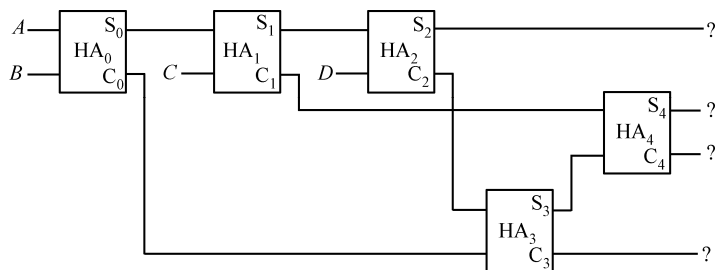 A S₀ S₁ S₂ ?
HA₀ HA₁ HA₂
B C₀ C C₁ D C₂
S₄ ?
HA₄
C₄ ?
S₃
HA₃
C₃ ?